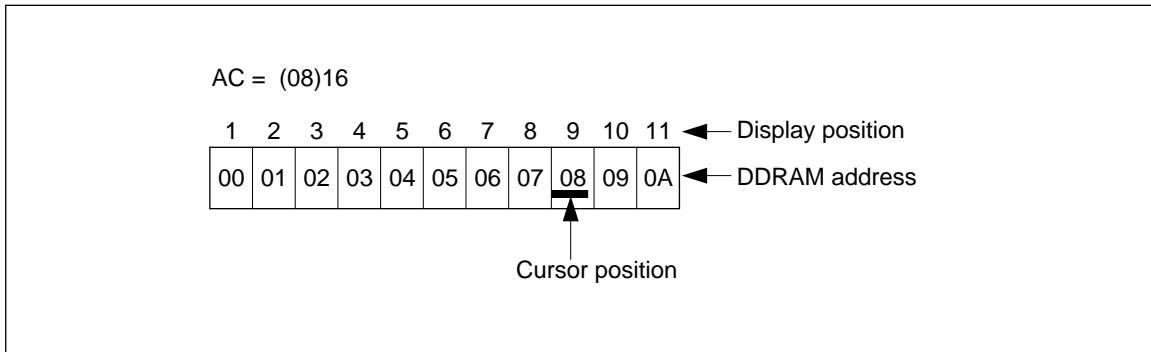 AC = (08)16
1 2 3 4 5 6 7 8 9 10 11 Display position
00 01 02 03 04 05 06 07 08 09 0A DDRAM address
Cursor position